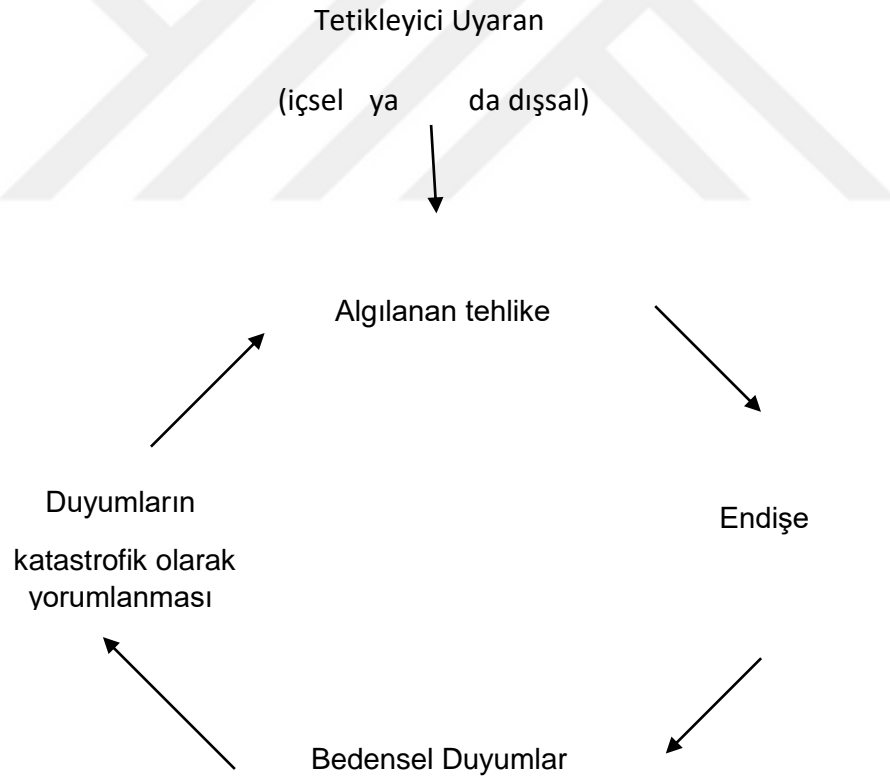 Tetikleyici Uyaran
(içsel ya da dışsal)
Algılanan tehlike
Duyumların
katastrofik olarak
yorumlanması
Endişe
Bedensel Duyumlar